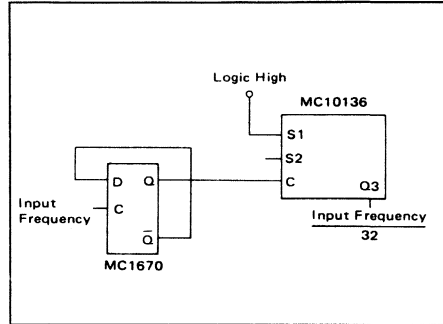 Logic High
MC10136
S1
S2
D Q
C
C
Q3
Input
Frequency
Q̅
MC1670
Input Frequency
32